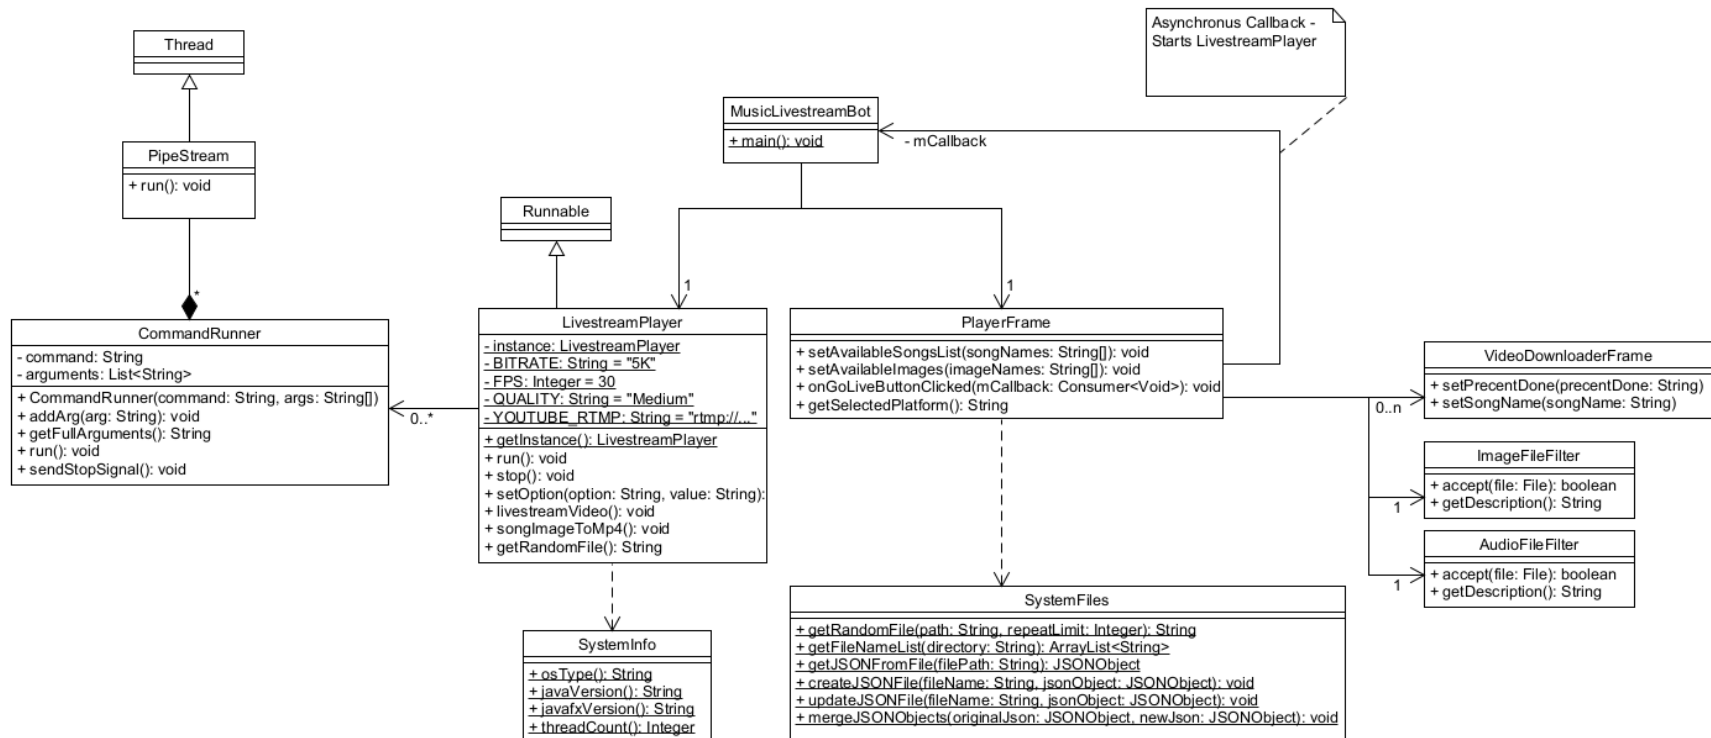 Asynchronus Callback -
Starts LivestreamPlayer
Thread
MusicLivestreamBot
+ main(): void
- mCallback
PipeStream
+ run(): void
Runnable
1
1
*
CommandRunner
- command: String
- arguments: List<String>
+ CommandRunner(command: String, args: String[])
+ addArg(arg: String): void
+ getFullArguments(): String
+ run(): void
+ sendStopSignal(): void
0..*
LivestreamPlayer
- instance: LivestreamPlayer
- BITRATE: String = "5K"
- FPS: Integer = 30
- QUALITY: String = "Medium"
- YOUTUBE_RTMP: String = "rtmp://..."
+ getInstance(): LivestreamPlayer
+ run(): void
+ stop(): void
+ setOption(option: String, value: String):
+ livestreamVideo(): void
+ songImageToMp4(): void
+ getRandomFile(): String
PlayerFrame
+ setAvailableSongsList(songNames: String[]): void
+ setAvailableImages(imageNames: String[]): void
+ onGoLiveButtonClicked(mCallback: Consumer<Void>): void
+ getSelectedPlatform(): String
VideoDownloaderFrame
+ setPrecentDone(precentDone: String)
+ setSongName(songName: String)
0..n
ImageFileFilter
+ accept(file: File): boolean
+ getDescription(): String
1
AudioFileFilter
+ accept(file: File): boolean
+ getDescription(): String
1
SystemInfo
+ osType(): String
+ javaVersion(): String
+ javafxVersion(): String
+ threadCount(): Integer
SystemFiles
+ getRandomFile(path: String, repeatLimit: Integer): String
+ getFileNameList(directory: String): ArrayList<String>
+ getJSONFromFile(filePath: String): JSONObject
+ createJSONFile(fileName: String, jsonObject: JSONObject): void
+ updateJSONFile(fileName: String, jsonObject: JSONObject): void
+ mergeJSONObjects(originalJson: JSONObject, newJson: JSONObject): void